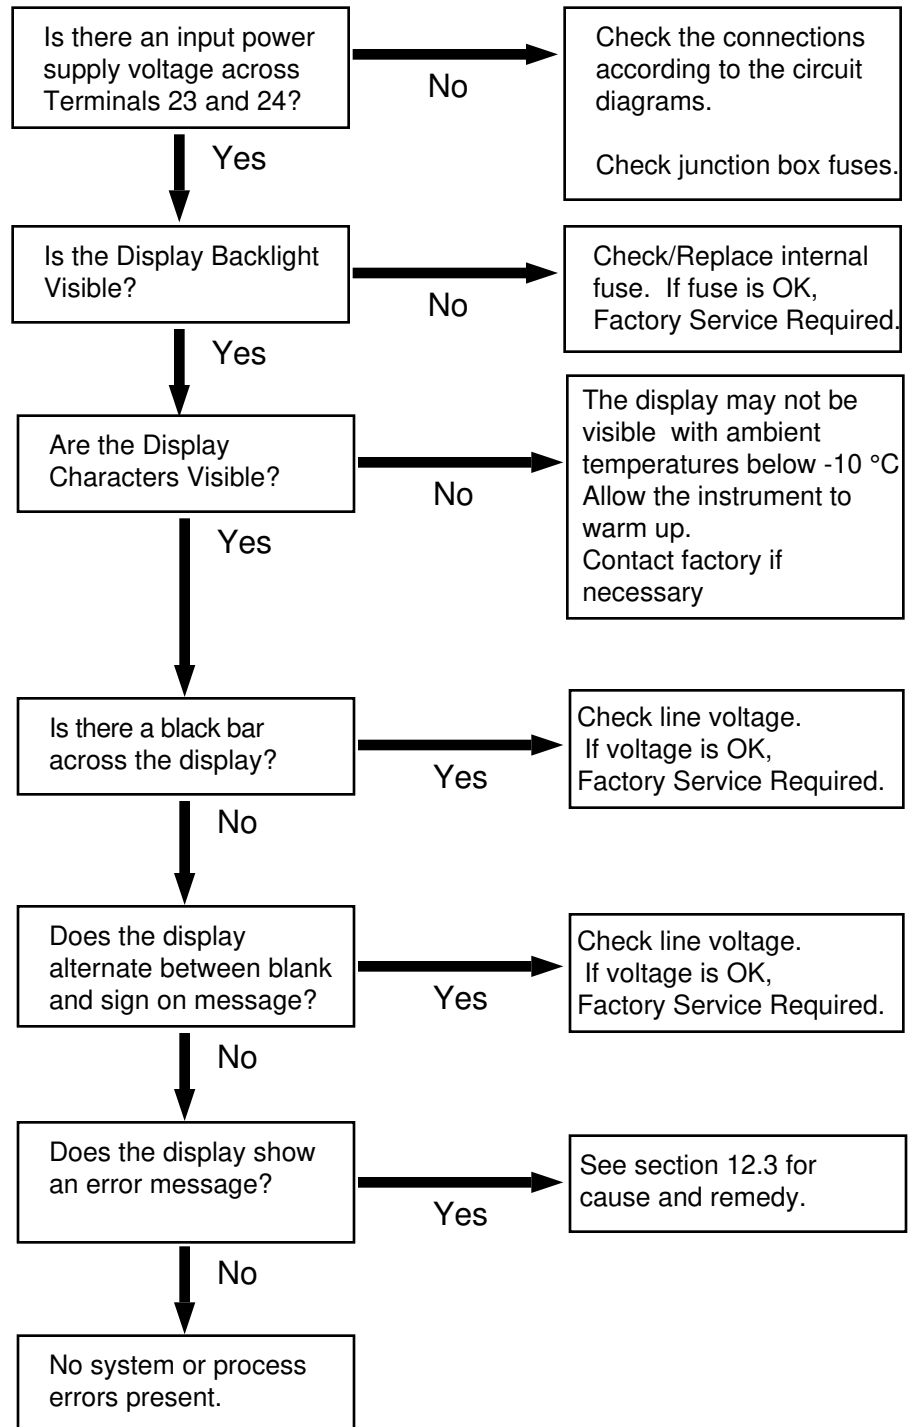 Is there an input power
supply voltage across
Terminals 23 and 24?
No
Check the connections
according to the circuit
diagrams.
Check junction box fuses.
Yes
Is the Display Backlight
Visible?
No
Check/Replace internal
fuse.  If fuse is OK,
Factory Service Required.
Yes
Are the Display
Characters Visible?
No
The display may not be
visible  with ambient
temperatures below -10 °C
Allow the instrument to
warm up.
Contact factory if
necessary
Yes
Is there a black bar
across the display?
Yes
Check line voltage.
If voltage is OK,
Factory Service Required.
No
Does the display
alternate between blank
and sign on message?
Yes
Check line voltage.
If voltage is OK,
Factory Service Required.
No
Does the display show
an error message?
Yes
See section 12.3 for
cause and remedy.
No
No system or process
errors present.